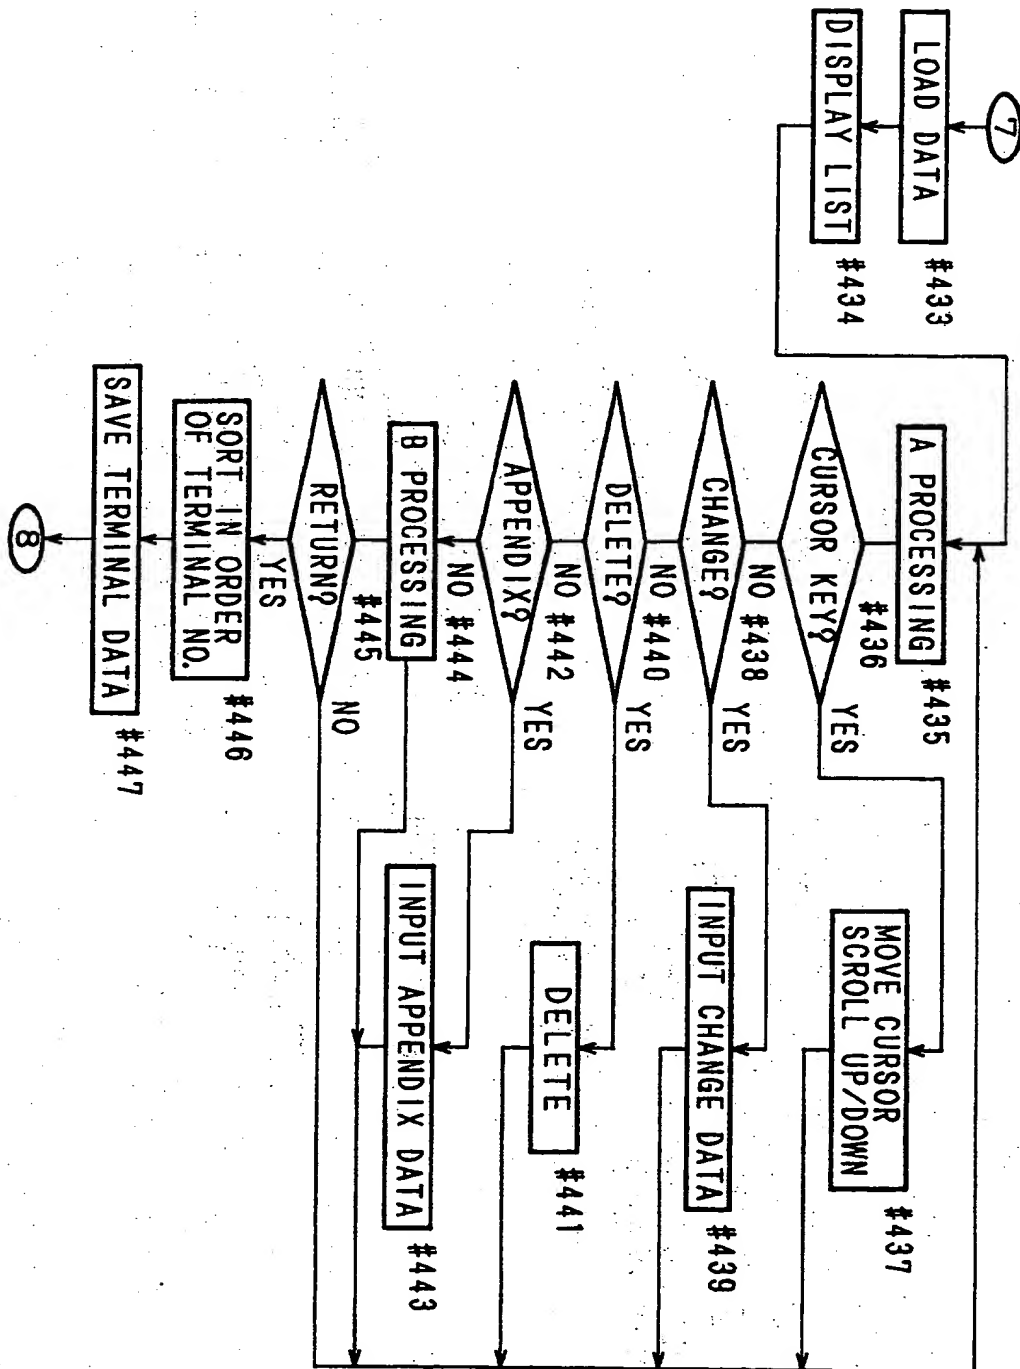 7
LOAD DATA
#433
DISPLAY LIST
#434
A PROCESSING
#435
CURSOR KEY?
#436
YES
MOVE CURSOR
SCROLL UP/DOWN
#437
NO
CHANGE?
#438
YES
INPUT CHANGE DATA
#439
NO
DELETE?
#440
YES
DELETE
#441
NO
APPENDIX?
#442
YES
INPUT APPENDIX DATA
#443
NO
B PROCESSING
#444
RETURN?
#445
NO
YES
SORT IN ORDER
OF TERMINAL NO.
#446
SAVE TERMINAL DATA
#447
8